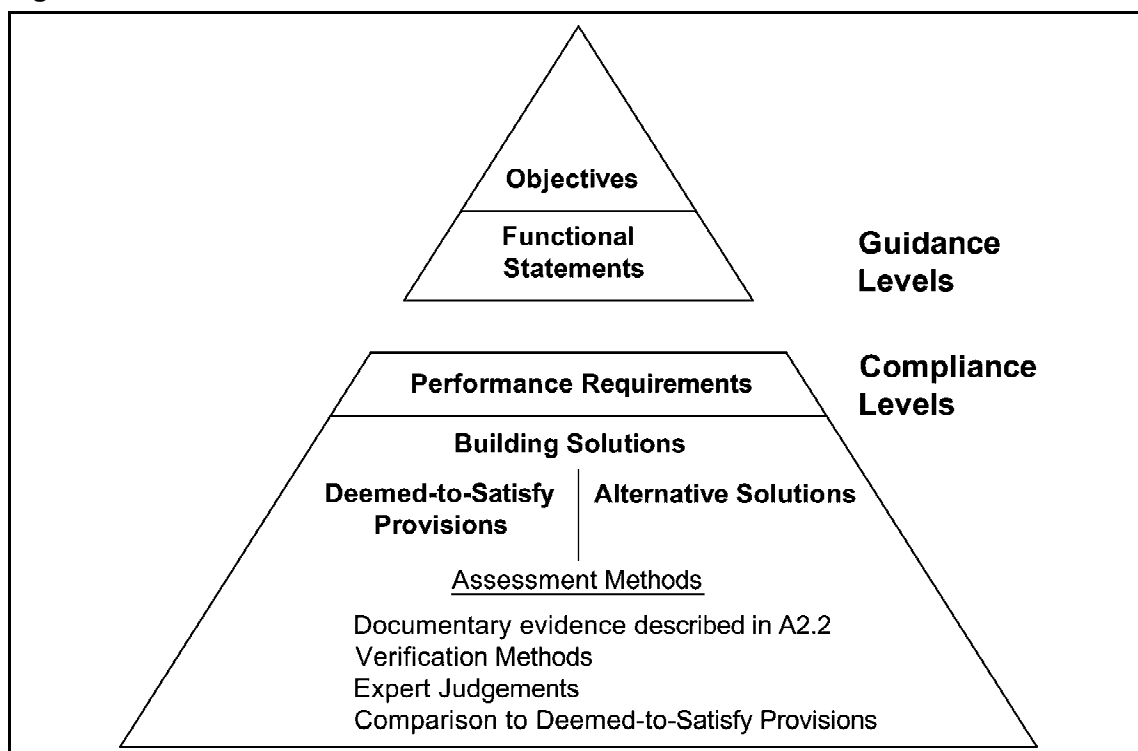 Objectives
Functional
Statements
Guidance
Levels
Performance Requirements
Compliance
Levels
Building Solutions
Deemed-to-Satisfy
Provisions
Alternative Solutions
Assessment Methods
Documentary evidence described in A2.2
Verification Methods
Expert Judgements
Comparison to Deemed-to-Satisfy Provisions